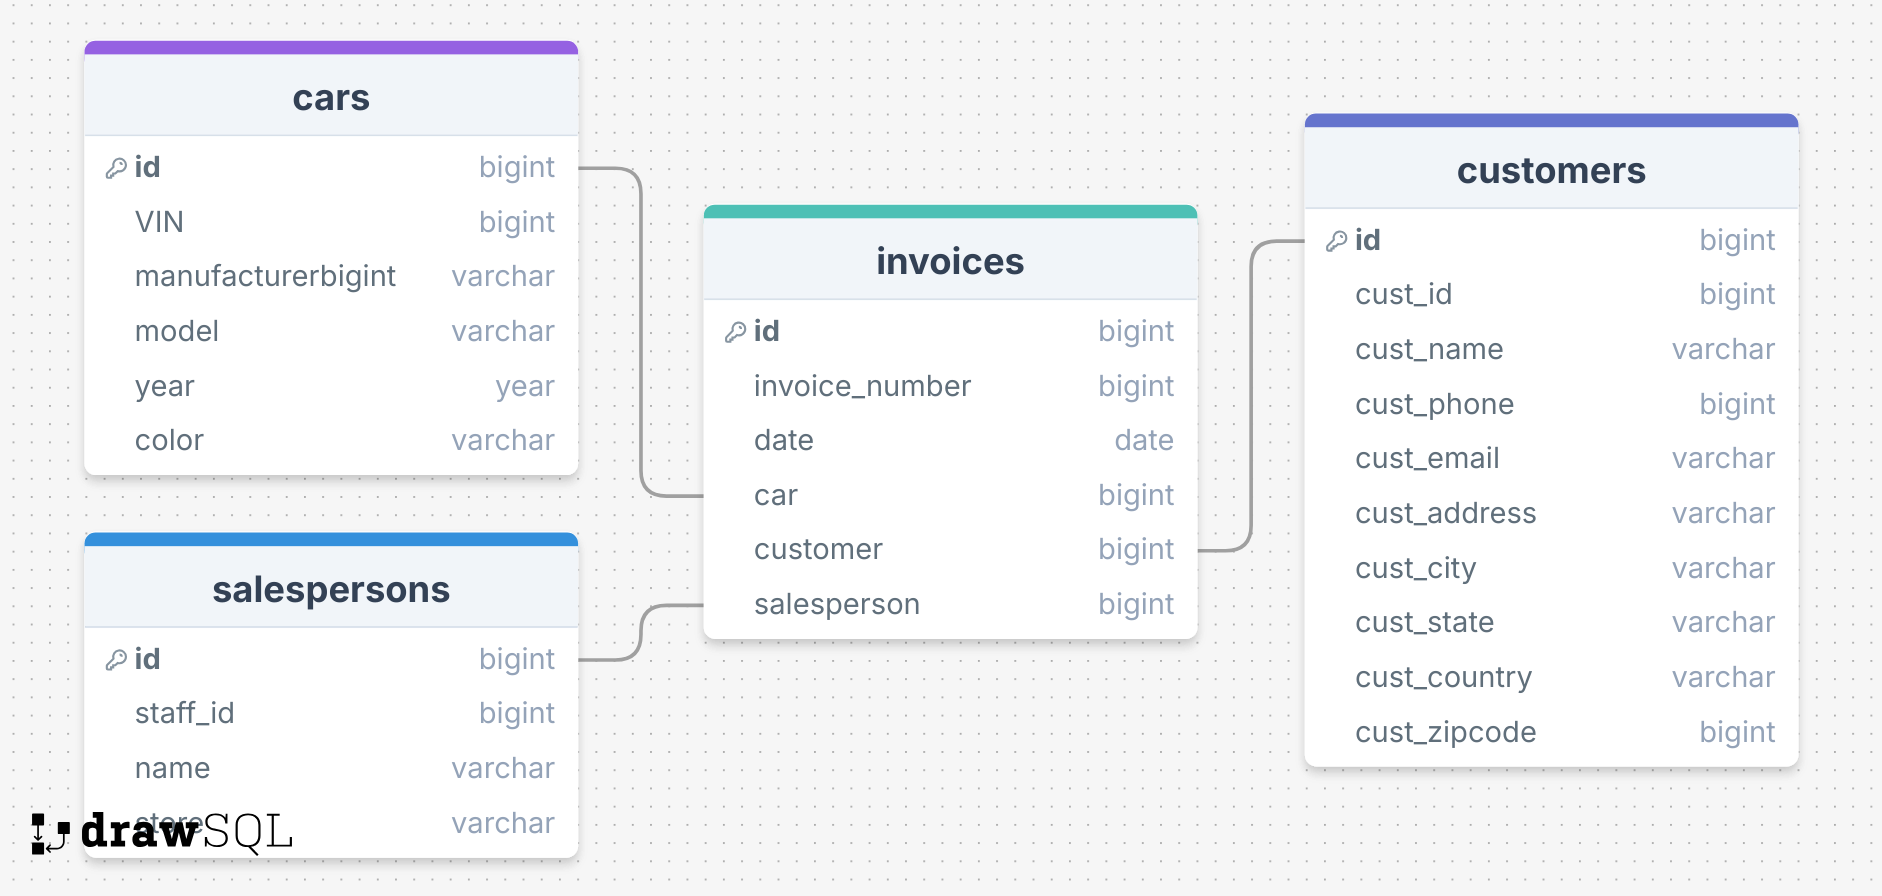 cars
id bigint
VIN bigint
manufacturerbigint varchar
model varchar
year year
color varchar
salespersons
id bigint
staff_id bigint
name varchar
store varchar
drawSQL
invoices
id bigint
invoice_number bigint
date date
car bigint
customer bigint
salesperson bigint
customers
id bigint
cust_id bigint
cust_name varchar
cust_phone bigint
cust_email varchar
cust_address varchar
cust_city varchar
cust_state varchar
cust_country varchar
cust_zipcode bigint